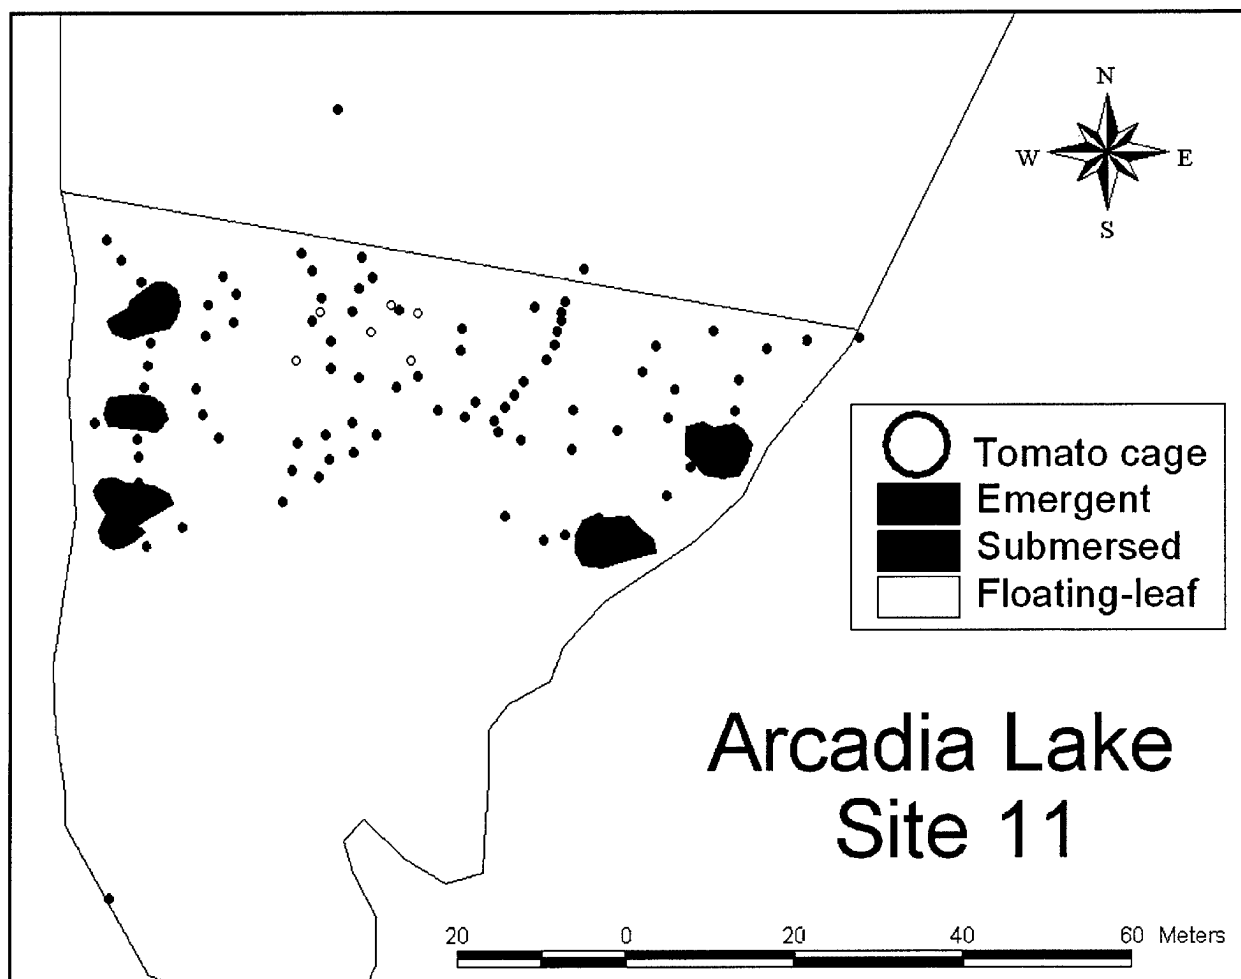 N
W E
S
Tomato cage
Emergent
Submersed
Floating-leaf
Arcadia Lake
Site 11
20 0 20 40 60 Meters